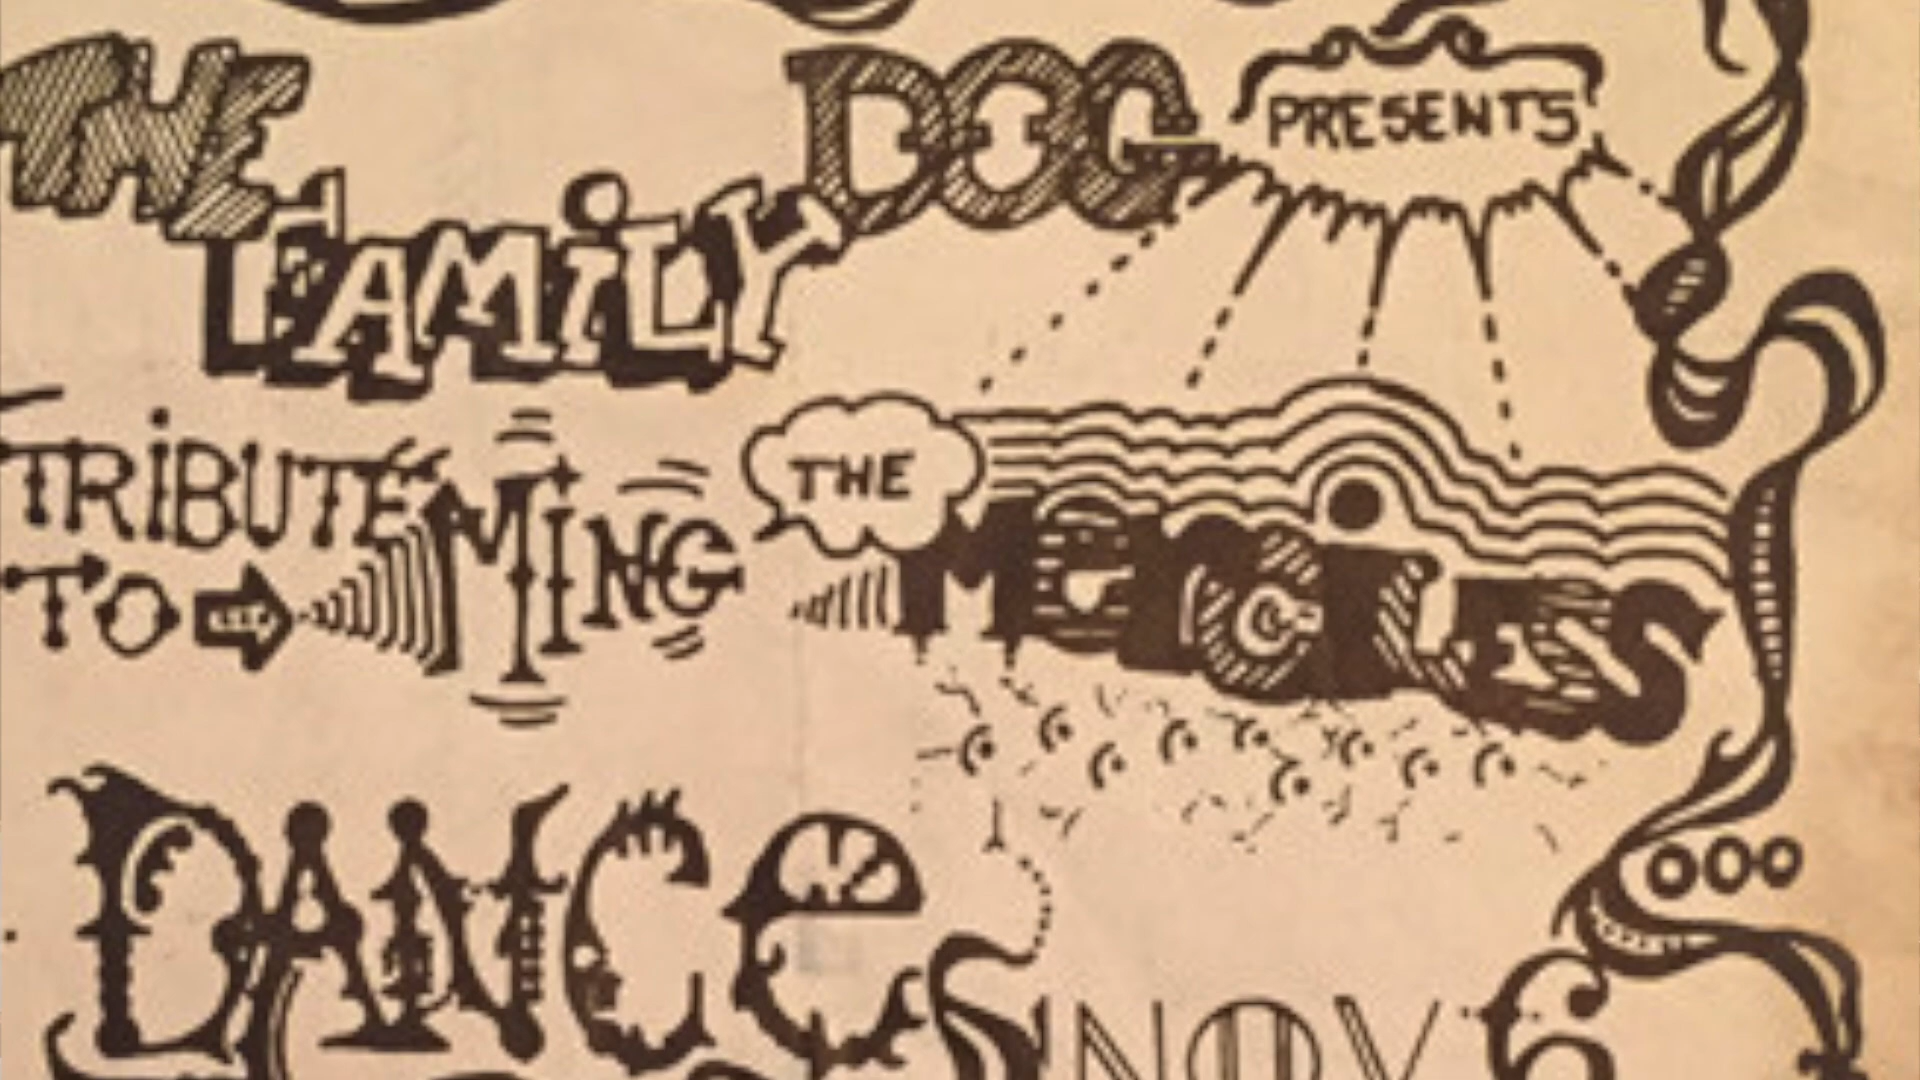 THE FAMILY DOG PRESENTS
TRIBUTE TO MING THE MERCILESS
DANCE
NOV 6